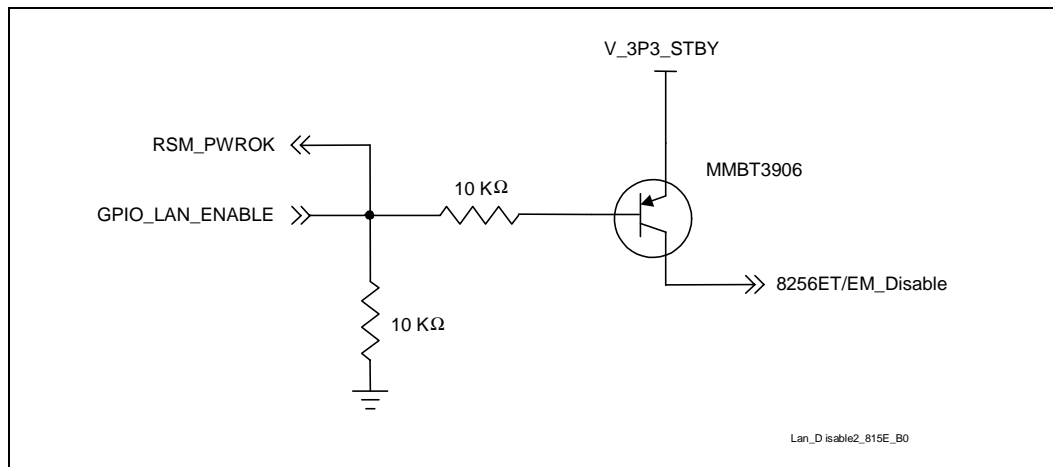 V_3P3_STBY
RSM_PWROK
MMBT3906
10 KΩ
GPIO_LAN_ENABLE
8256ET/EM_Disable
10 KΩ
Lan_D isable2_815E_B0